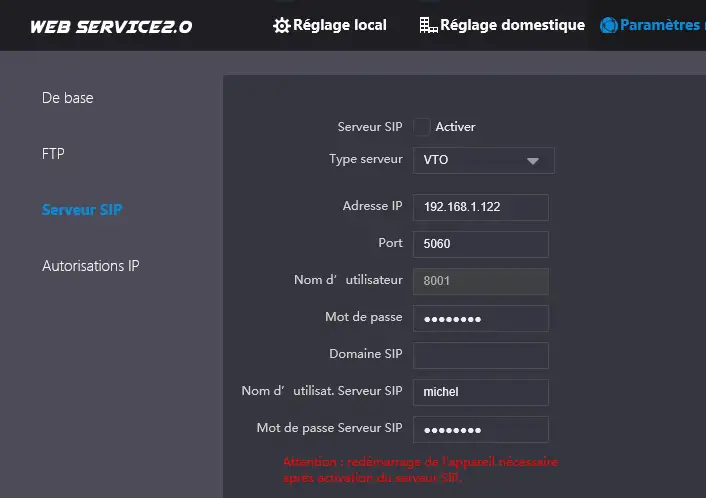 WEB SERVICE2.0
Réglage local
Réglage domestique
Paramètres
De base
FTP
Serveur SIP
Autorisations IP
Serveur SIP Activer
Type serveur VTO
Adresse IP 192.168.1.122
Port 5060
Nom d' utilisateur 8001
Mot de passe ••••••••
Domaine SIP
Nom d' utilisat. Serveur SIP michel
Mot de passe Serveur SIP ••••••••
Attention : redémarrage de l'appareil nécessaire
après activation du serveur SIP.